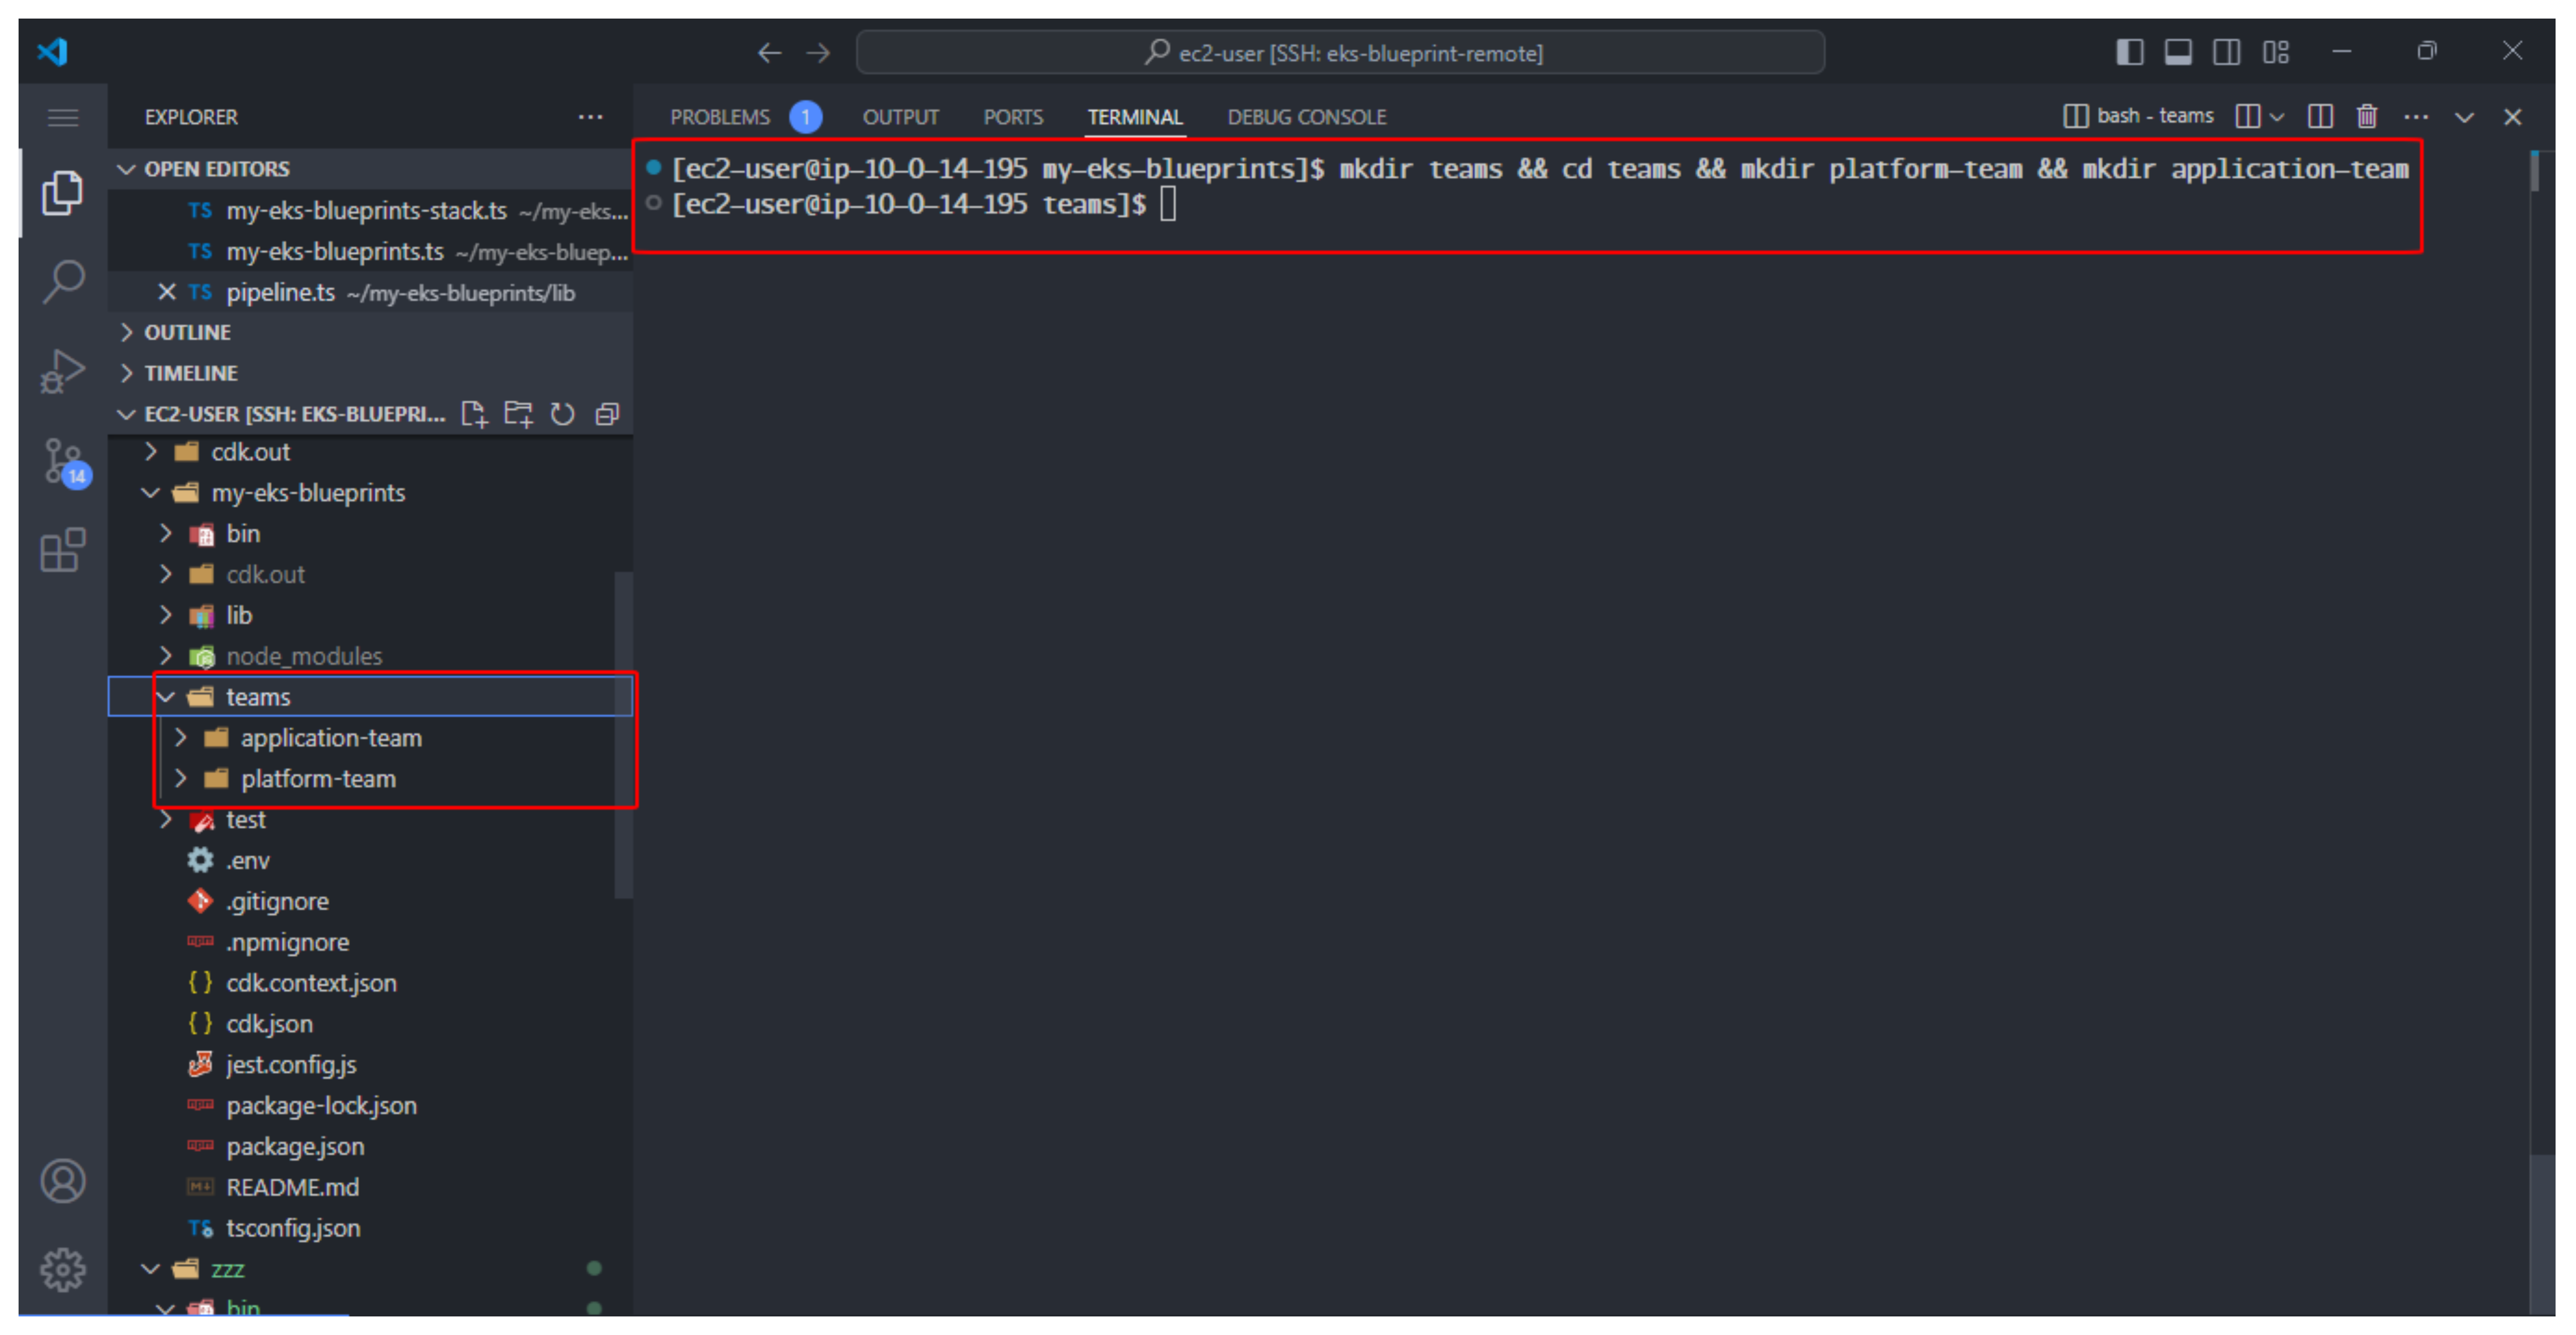 ec2-user [SSH: eks-blueprint-remote]
EXPLORER
PROBLEMS 1 OUTPUT PORTS TERMINAL DEBUG CONSOLE
bash - teams
OPEN EDITORS
TS my-eks-blueprints-stack.ts ~/my-eks...
TS my-eks-blueprints.ts ~/my-eks-bluep...
TS pipeline.ts ~/my-eks-blueprints/lib
OUTLINE
TIMELINE
EC2-USER [SSH: EKS-BLUEPRI...
cdk.out
my-eks-blueprints
bin
cdk.out
lib
node_modules
teams
application-team
platform-team
test
.env
.gitignore
npm .npmignore
{ } cdk.context.json
{ } cdk.json
jest.config.js
npm package-lock.json
npm package.json
M↓ README.md
TS tsconfig.json
zzz
bin
14
[ec2-user@ip-10-0-14-195 my-eks-blueprints]$ mkdir teams && cd teams && mkdir platform-team && mkdir application-team
[ec2-user@ip-10-0-14-195 teams]$